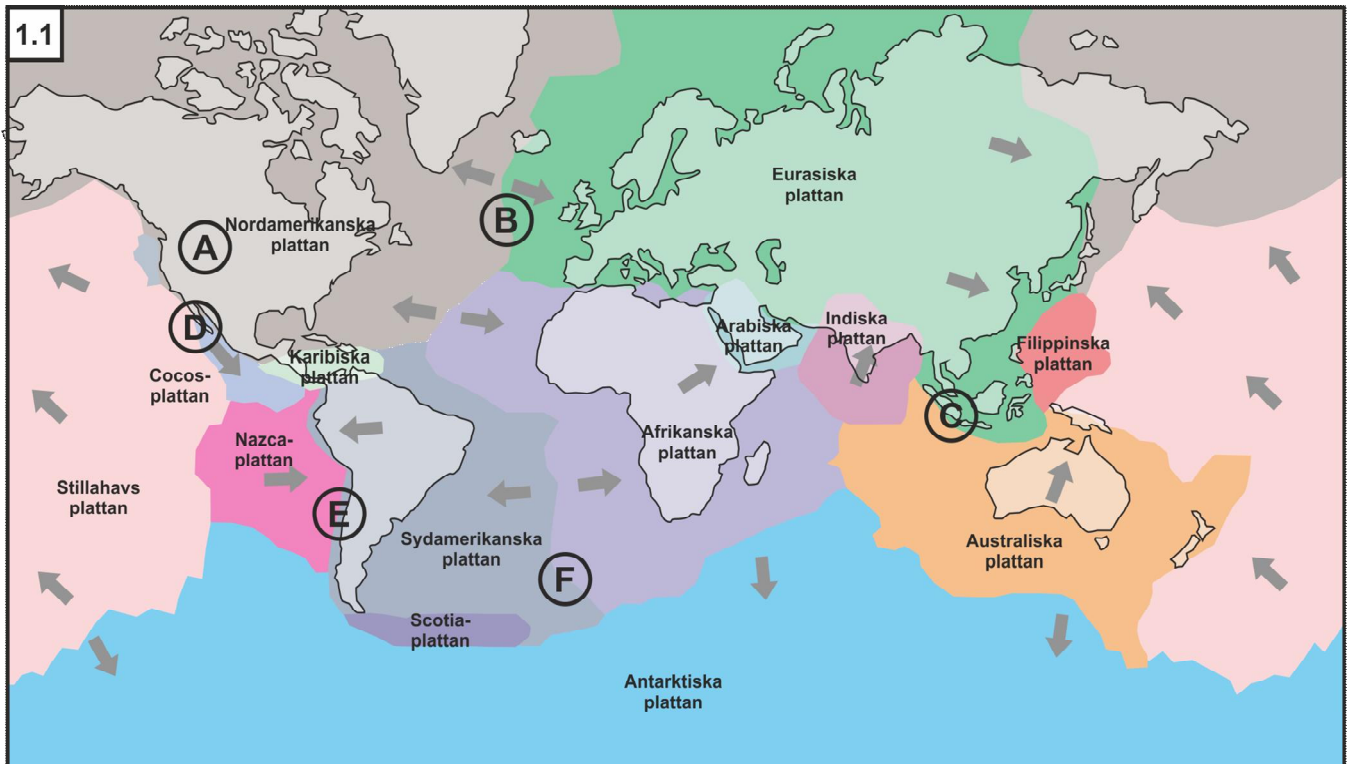 1.1
Eurasiska
plattan
B
Nordamerikanska
plattan
A
D
Arabiska
plattan
Indiska
plattan
Filippinska
plattan
Karibiska
plattan
Cocos-
plattan
C
Nazca-
plattan
Afrikanska
plattan
Stillahavs
plattan
E
Sydamerikanska
plattan
Australiska
plattan
F
Scotia-
plattan
Antarktiska
plattan